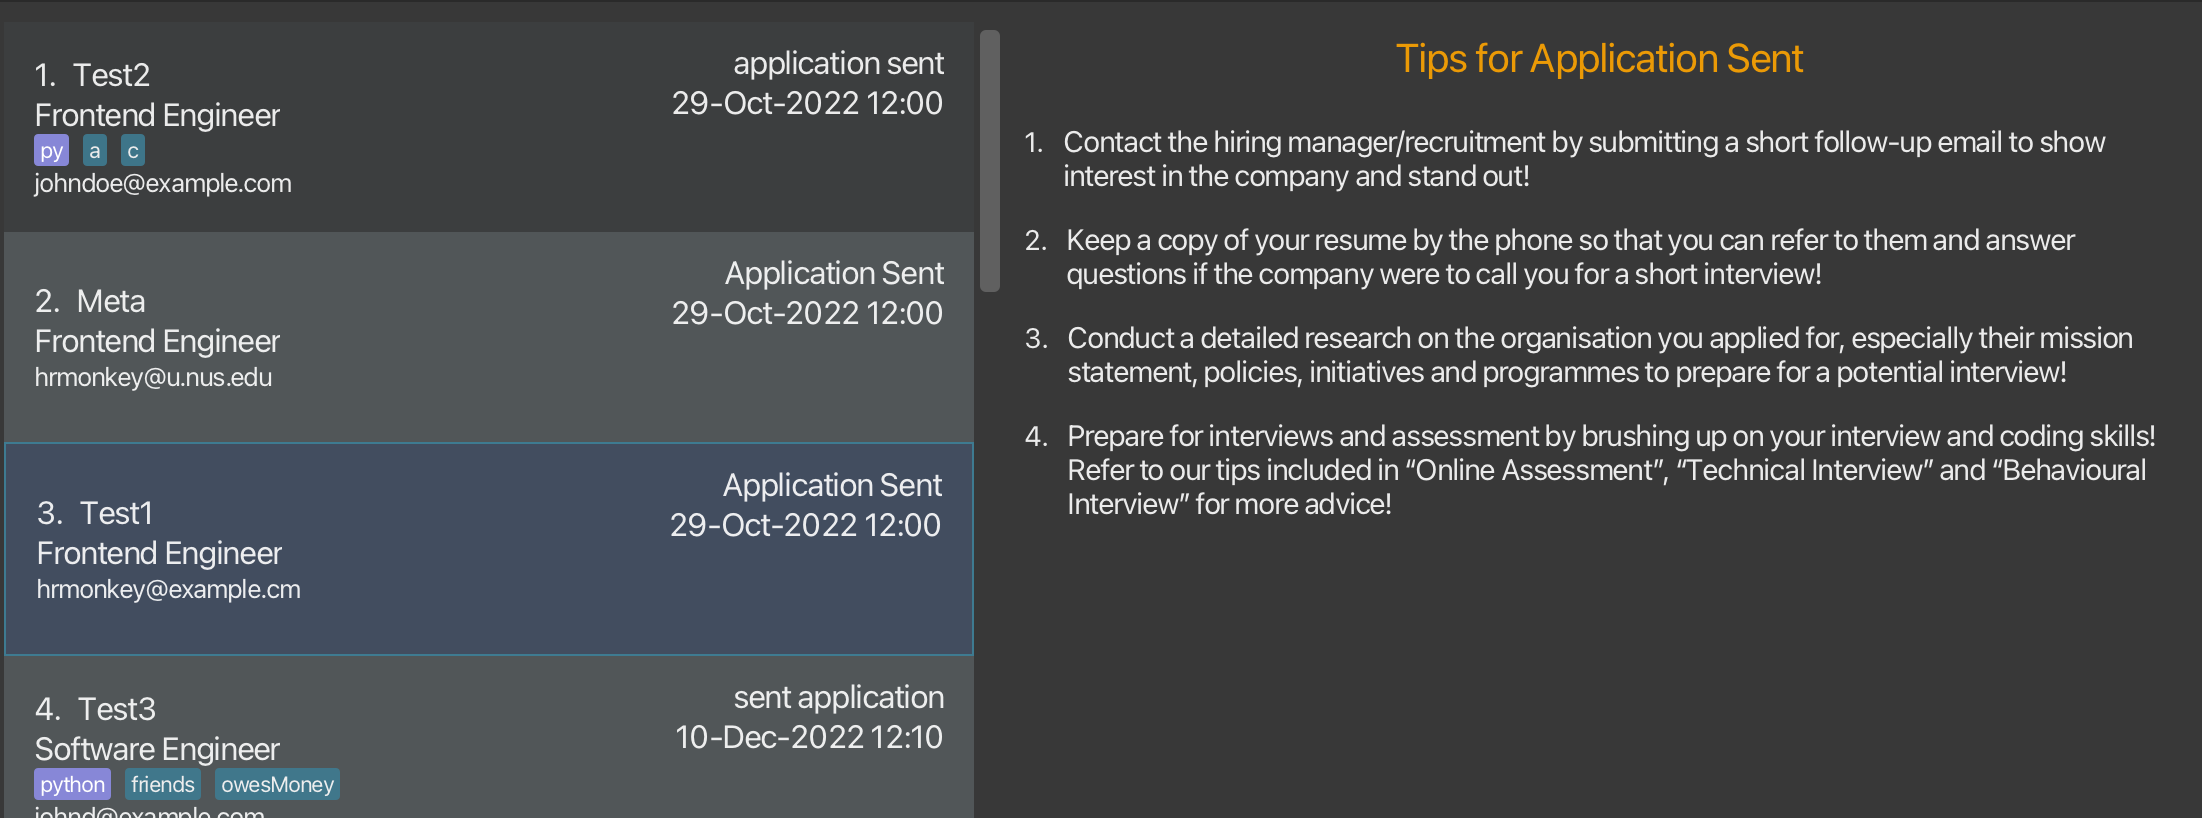 1. Test2
Frontend Engineer
py a c
johndoe@example.com
application sent
29-Oct-2022 12:00
2. Meta
Frontend Engineer
hrmonkey@u.nus.edu
Application Sent
29-Oct-2022 12:00
3. Test1
Frontend Engineer
hrmonkey@example.cm
Application Sent
29-Oct-2022 12:00
4. Test3
Software Engineer
python friends owesMoney
johnd@example.com
sent application
10-Dec-2022 12:10
Tips for Application Sent
1. Contact the hiring manager/recruitment by submitting a short follow-up email to show
interest in the company and stand out!
2. Keep a copy of your resume by the phone so that you can refer to them and answer
questions if the company were to call you for a short interview!
3. Conduct a detailed research on the organisation you applied for, especially their mission
statement, policies, initiatives and programmes to prepare for a potential interview!
4. Prepare for interviews and assessment by brushing up on your interview and coding skills!
Refer to our tips included in “Online Assessment”, “Technical Interview” and “Behavioural
Interview” for more advice!